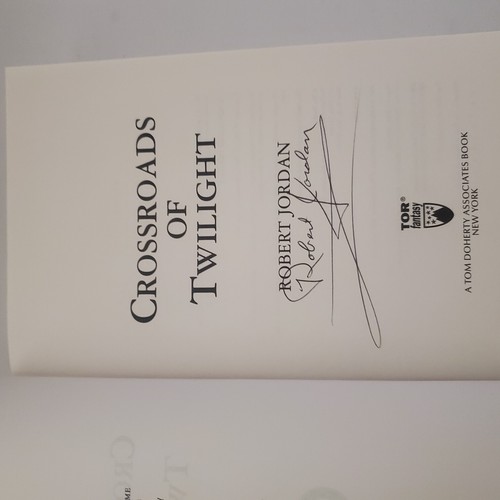 CROSSROADS
OF
TWILIGHT
ROBERT JORDAN
Robert Jordan
TOR®
fantasy
A TOM DOHERTY ASSOCIATES BOOK
NEW YORK